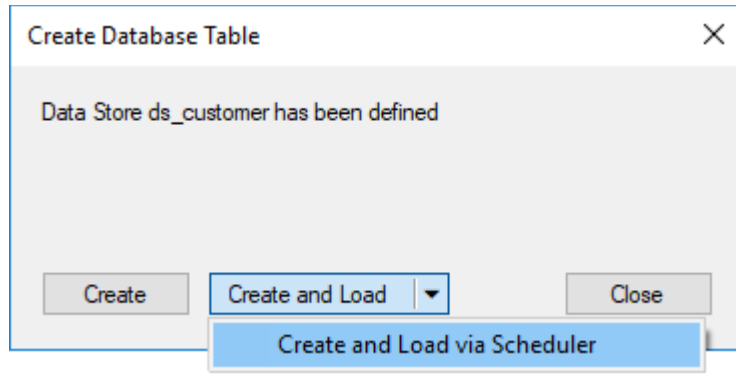 Create Database Table
Data Store ds_customer has been defined
Create Create and Load Close
Create and Load via Scheduler